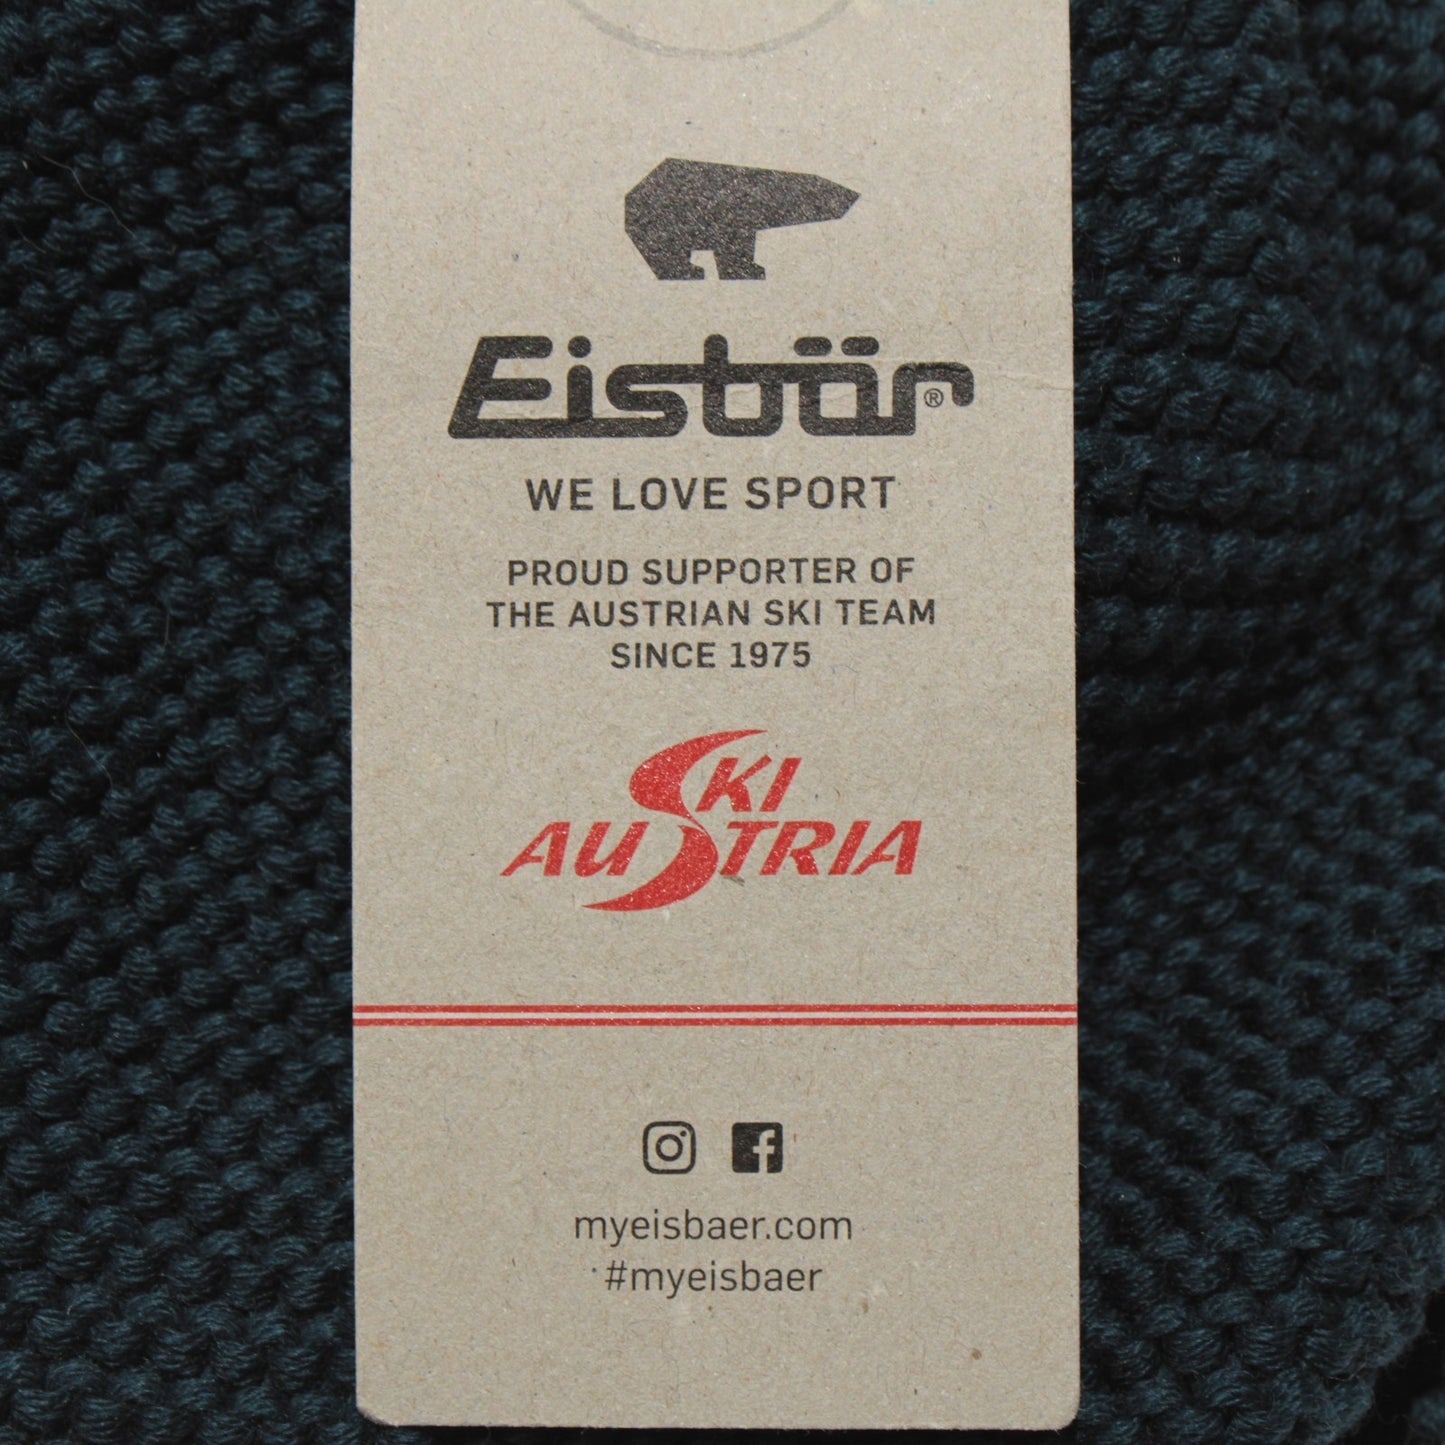 Eisbär®
WE LOVE SPORT
PROUD SUPPORTER OF
THE AUSTRIAN SKI TEAM
SINCE 1975
SKI
AUSTRIA
myeisbaer.com
#myeisbaer